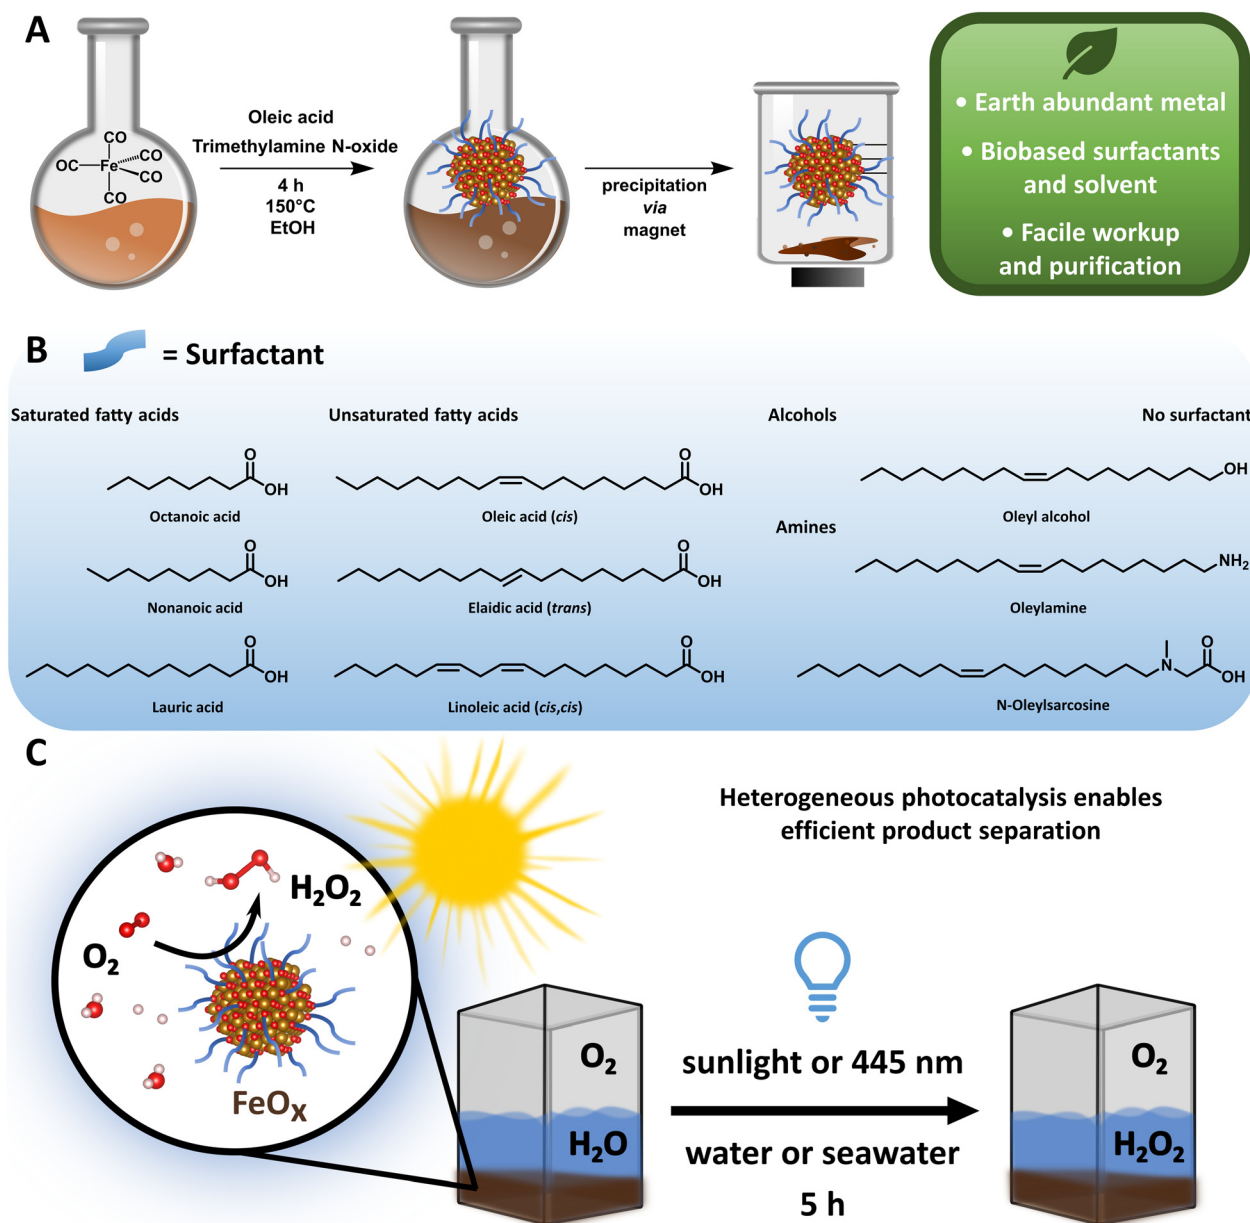 A
CO
OC
Fe
CO
CO
CO
Oleic acid
Trimethylamine N-oxide
4 h
150°C
EtOH
precipitation
via
magnet
• Earth abundant metal
• Biobased surfactants
and solvent
• Facile workup
and purification
B
= Surfactant
Saturated fatty acids
Unsaturated fatty acids
Alcohols
No surfactant
O
OH
Octanoic acid
O
OH
Oleic acid (cis)
OH
Oleyl alcohol
Amines
O
OH
Nonanoic acid
O
OH
Elaidic acid (trans)
NH₂
Oleylamine
O
OH
Lauric acid
O
OH
Linoleic acid (cis,cis)
N
O
OH
N-Oleylsarcosine
C
Heterogeneous photocatalysis enables
efficient product separation
H₂O₂
O₂
FeOₓ
O₂
H₂O
sunlight or 445 nm
water or seawater
5 h
O₂
H₂O₂